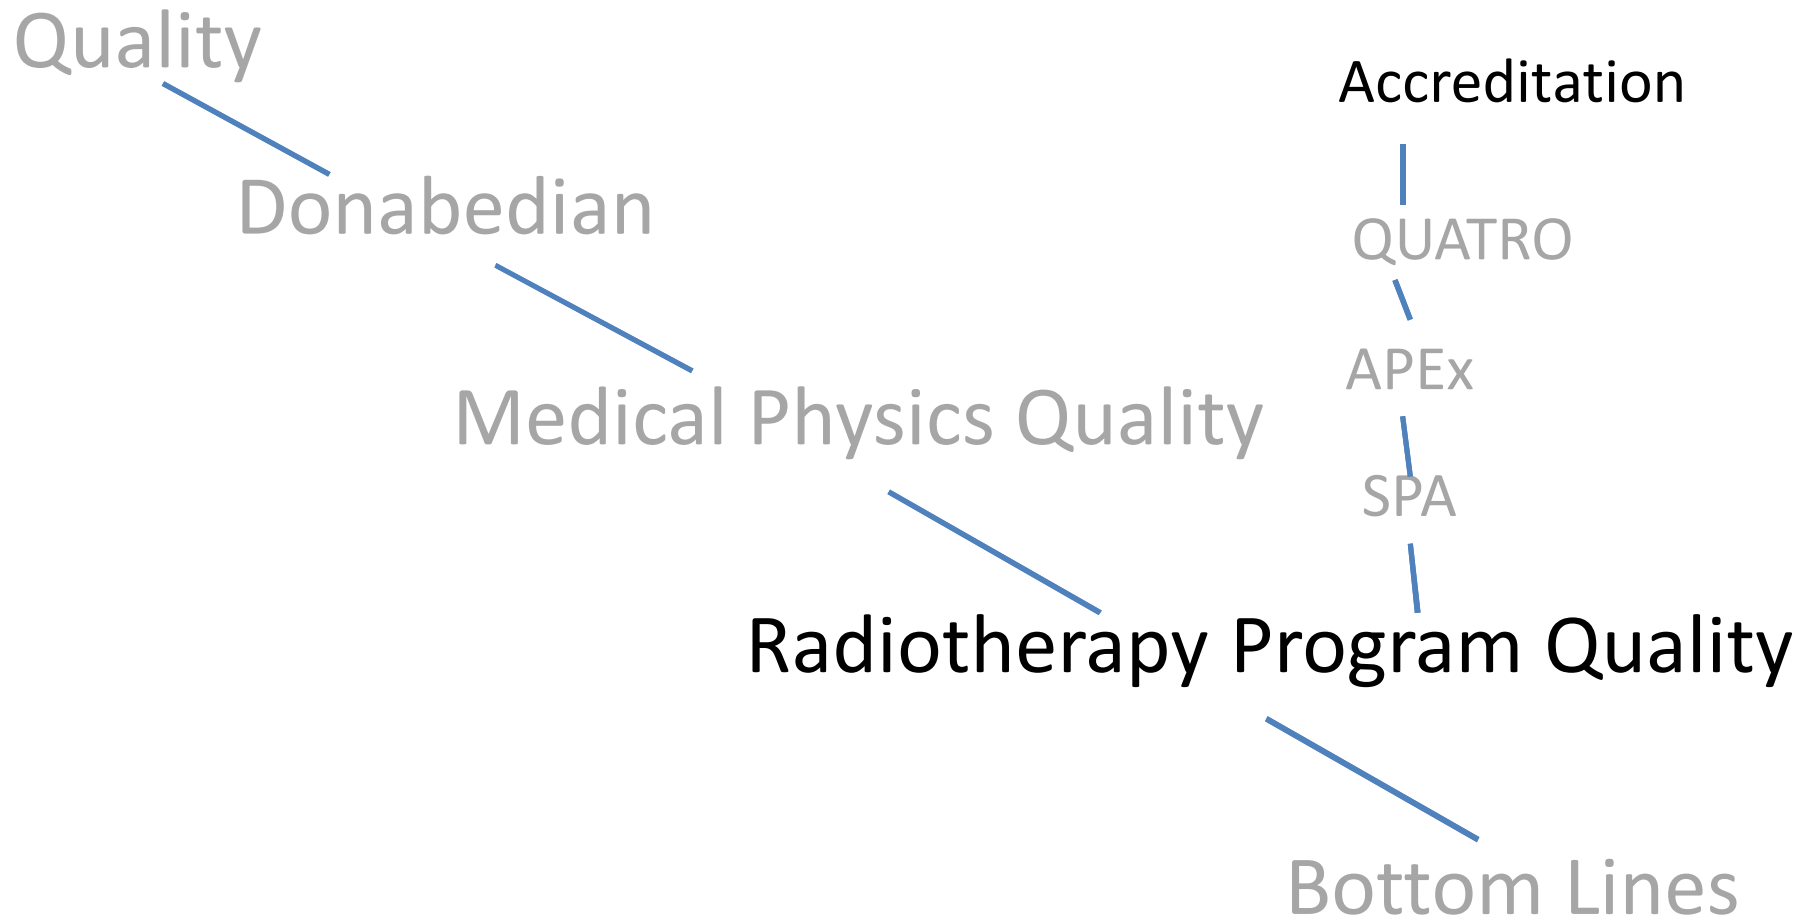 Quality
Accreditation
Donabedian
QUATRO
APEx
Medical Physics Quality
SPA
Radiotherapy Program Quality
Bottom Lines